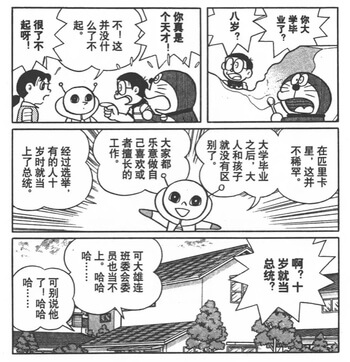 你大
学毕
业了?
八岁?
你真是
个天才!
不!这
并没什
么了不
起。
很了不
起呀!
在匹里卡
星,这并
不稀罕。
大学毕业
之后,大
人和孩子
就没有区
别了。
大家都
乐意做自
己喜欢或
者擅长的
工作。
经过选举,
有的人十
岁时就当
上了总统。
啊?十
岁就当
总统?
可大雄连
班委会委
员也当不
上。哈哈
哈哈……
可别说他
了!哈哈
哈……